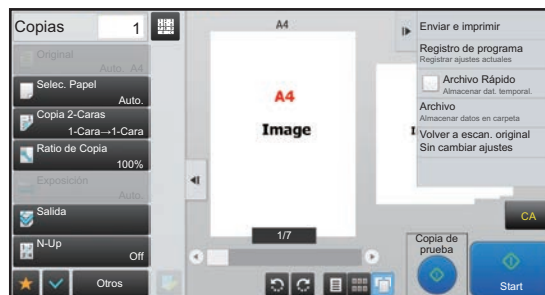 Copias
1
Original
Auto. A4
Selec. Papel
Auto.
Copia 2-Caras
1-Cara→1-Cara
Ratio de Copia
100%
Exposición
Auto.
Salida
N-Up
Off
Otros
A4
A4
Image
I
1/7
Enviar e imprimir
Registro de programa
Registrar ajustes actuales
Archivo Rápido
Almacenar dat. temporal.
Archivo
Almacenar datos en carpeta
Volver a escan. original
Sin cambiar ajustes
CA
Copia de
prueba
Start